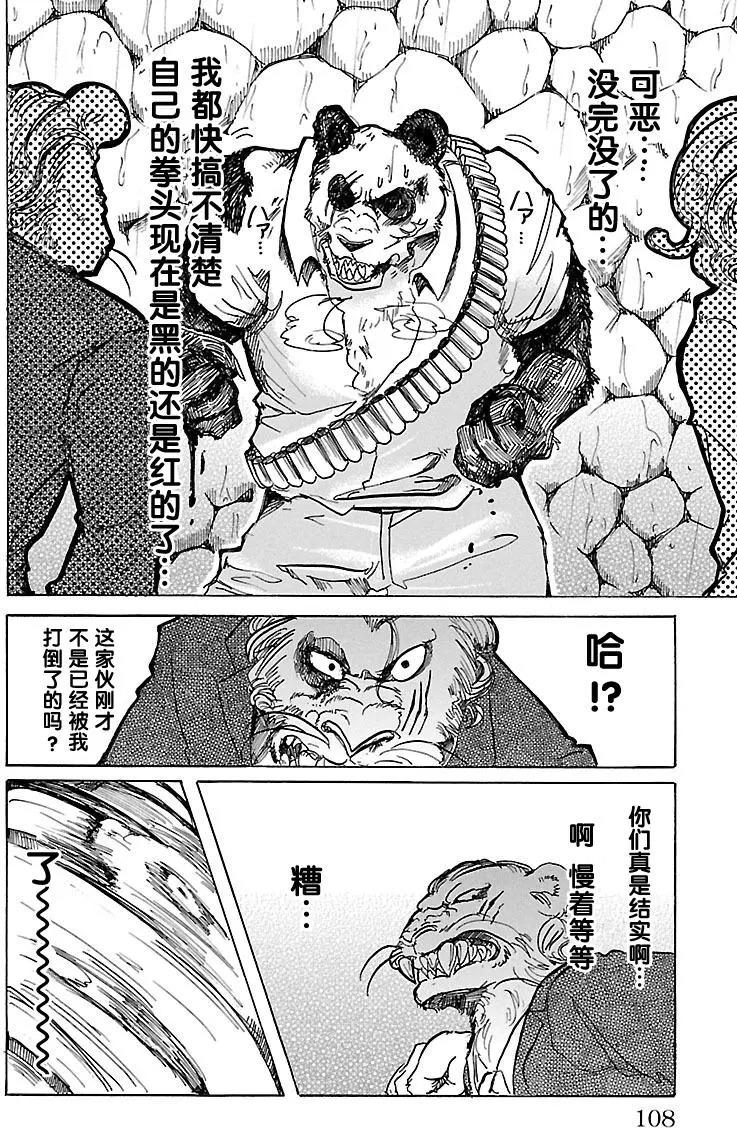 可恶……
没完没了的…
ハァ…
ハァ…
我都快搞不清楚
自己的拳头现在是黑的还是红的了…
哈!?
这家伙刚才
不是已经被我
打倒了的吗？
你们真是结实啊…
啊 慢着等等
糟…
了～～～～
108